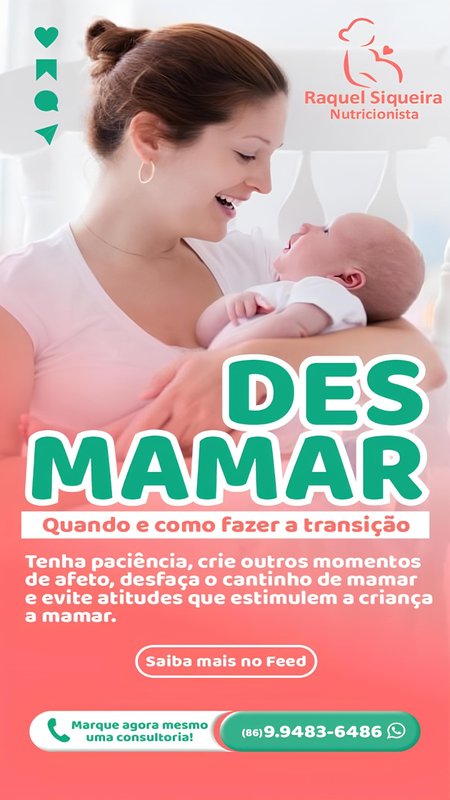 Raquel Siqueira
Nutricionista
DES
MAMAR
Quando e como fazer a transição
Tenha paciência, crie outros momentos
de afeto, desfaça o cantinho de mamar
e evite atitudes que estimulem a criança
a mamar.
Saiba mais no Feed
Marque agora mesmo
uma consultoria!
(86)9.9483-6486